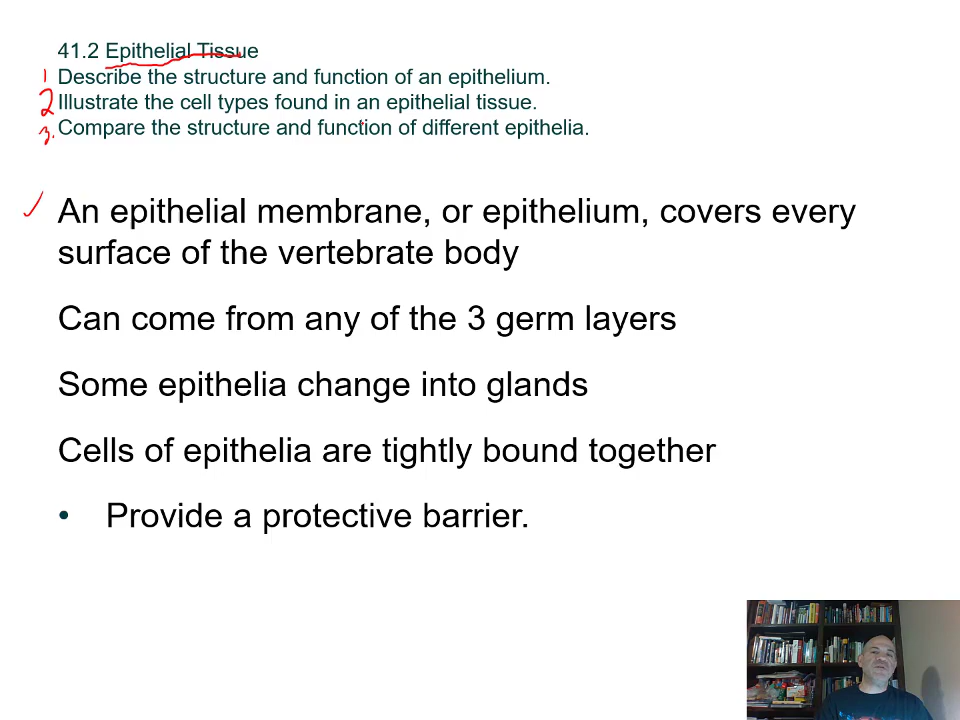 41.2 Epithelial Tissue
1 Describe the structure and function of an epithelium.
2 Illustrate the cell types found in an epithelial tissue.
3. Compare the structure and function of different epithelia.
An epithelial membrane, or epithelium, covers every
surface of the vertebrate body
Can come from any of the 3 germ layers
Some epithelia change into glands
Cells of epithelia are tightly bound together
• Provide a protective barrier.